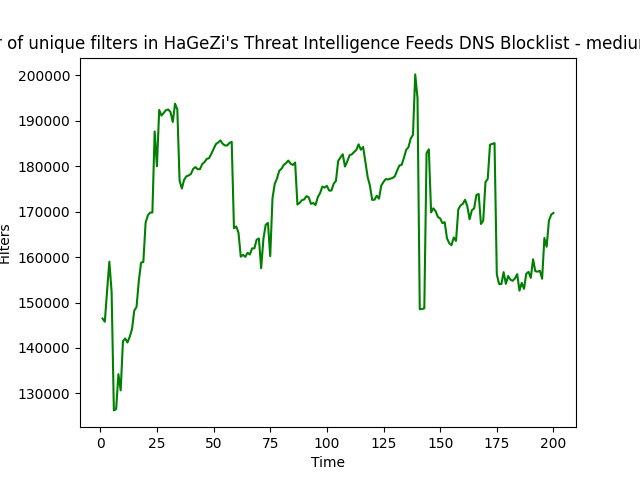 r of unique filters in HaGeZi's Threat Intelligence Feeds DNS Blocklist - mediu
200000
190000
180000
170000
160000
150000
140000
130000
Filters
0 25 50 75 100 125 150 175 200
Time